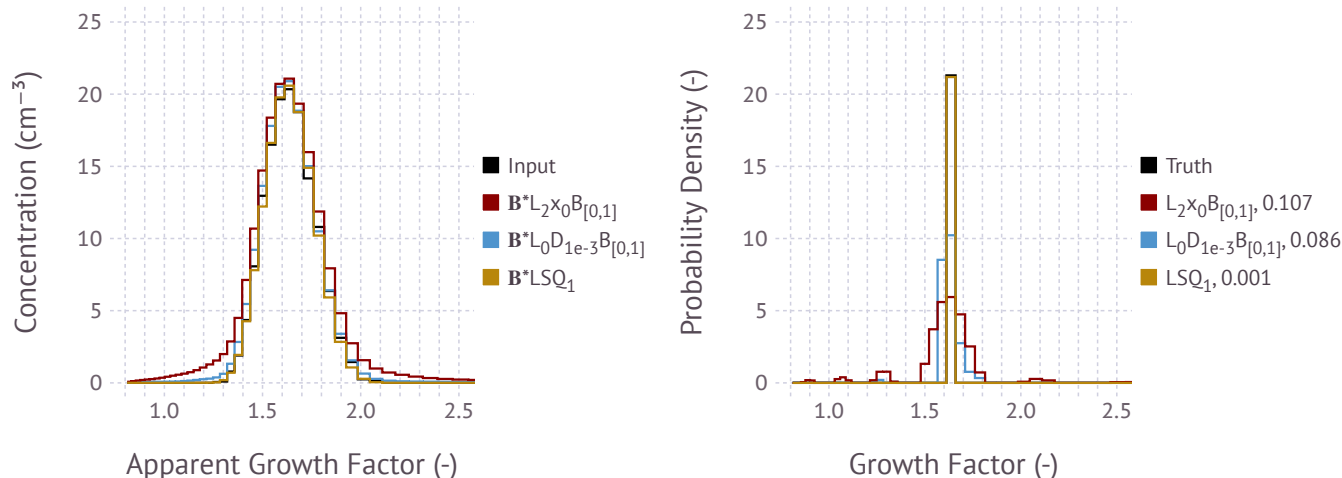 Concentration (cm⁻³)
25
20
15
10
5
0
1.0 1.5 2.0 2.5
Apparent Growth Factor (-)
Input
B*L₂x₀B[0,1]
B*L₀D1e-3B[0,1]
B*LSQ₁
Probability Density (-)
25
20
15
10
5
0
1.0 1.5 2.0 2.5
Growth Factor (-)
Truth
L₂x₀B[0,1], 0.107
L₀D1e-3B[0,1], 0.086
LSQ₁, 0.001